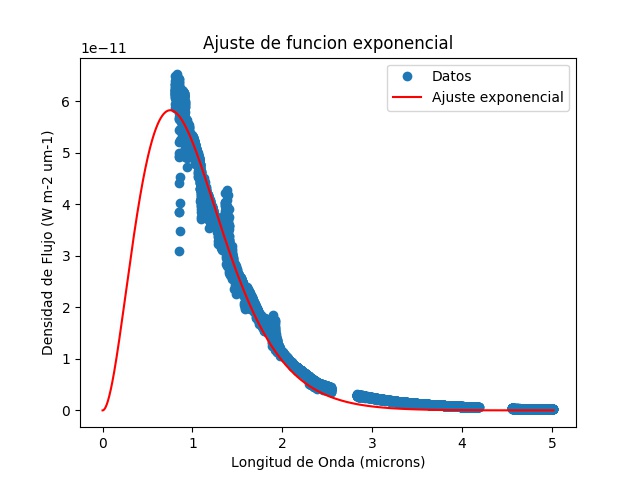 Ajuste de funcion exponencial
1e−11
Datos
Ajuste exponencial
Densidad de Flujo (W m-2 um-1)
6
5
4
3
2
1
0
0 1 2 3 4 5
Longitud de Onda (microns)